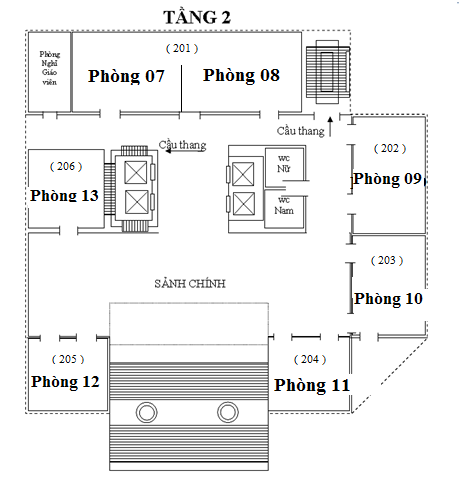 TẦNG 2
Phòng
Nghĩ
Giáo
viên
( 201 )
Phòng 07
Phòng 08
Cầu thang
Cầu thang
( 202 )
Phòng 09
( 206 )
Phòng 13
wc
Nữ
wc
Nam
( 203 )
Phòng 10
SẢNH CHÍNH
( 205 )
Phòng 12
( 204 )
Phòng 11